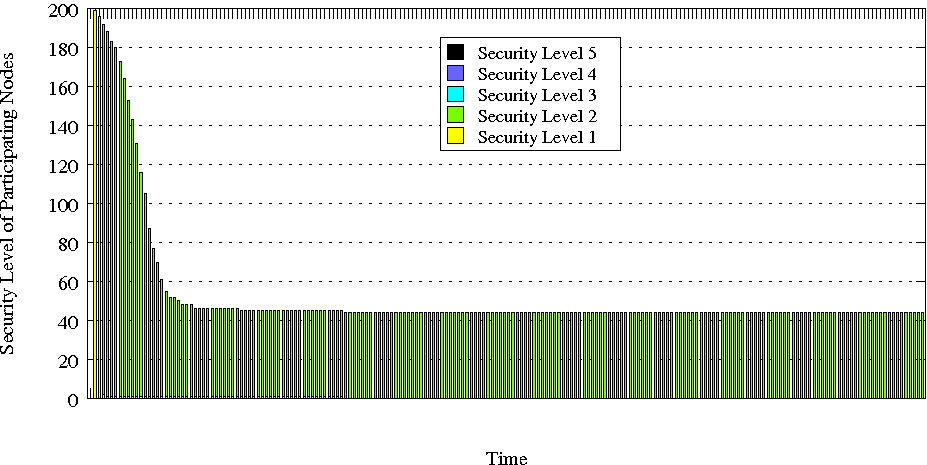 200
180
160
140
120
100
80
60
40
20
0
Security Level of Participating Nodes
Security Level 5
Security Level 4
Security Level 3
Security Level 2
Security Level 1
Time